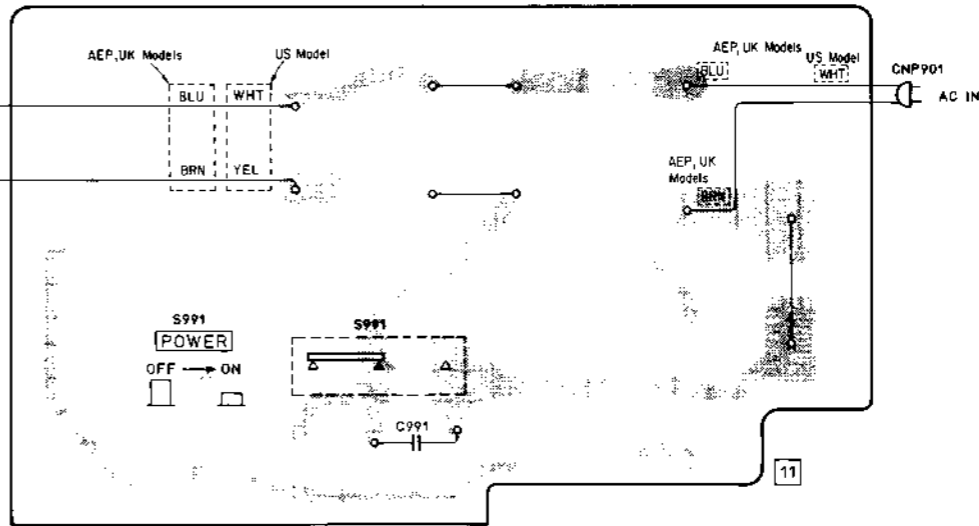 AEP, UK Models
US Model
BLU
WHT
BRN
YEL
AEP, UK Models
US Model
BLU
WHT
CNP901
AC IN
AEP, UK
Models
BRN
S991
POWER
OFF → ON
S991
C991
11